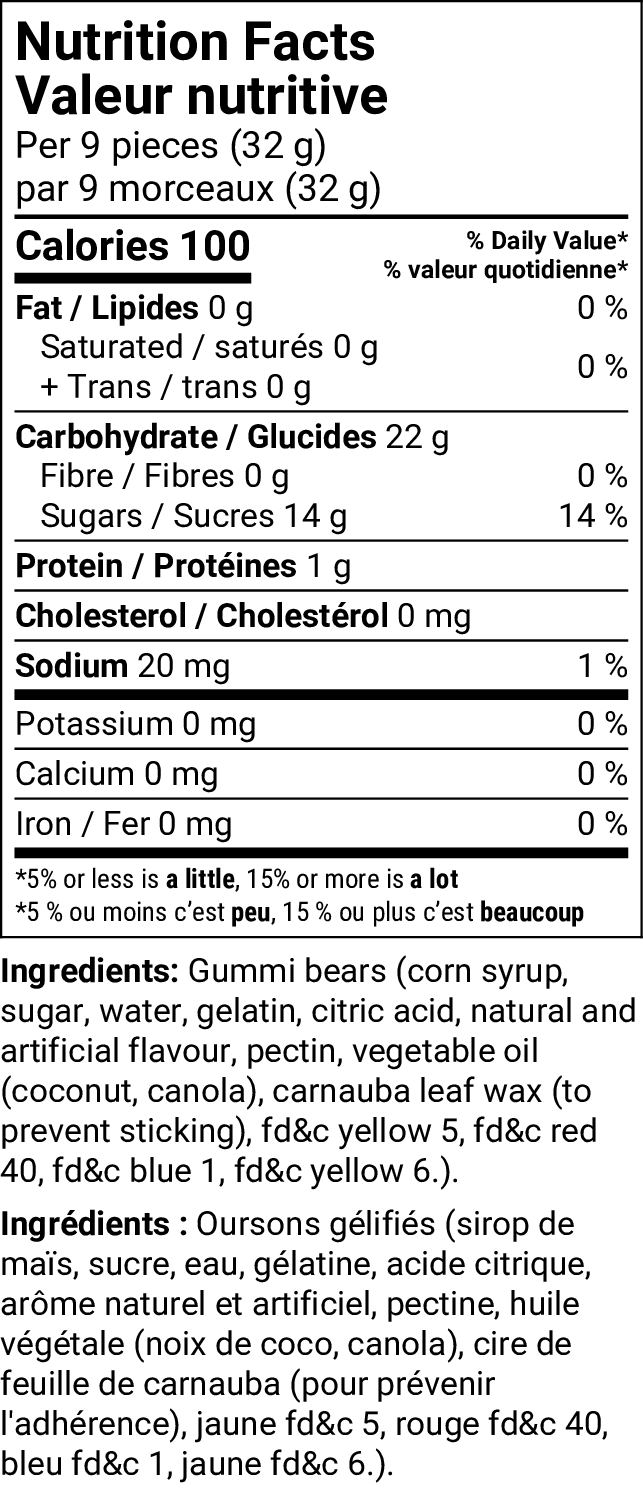 Nutrition Facts
Valeur nutritive
Per 9 pieces (32 g)
par 9 morceaux (32 g)
Calories 100
% Daily Value*
% valeur quotidienne*
Fat / Lipides 0 g 0 %
Saturated / saturés 0 g
+ Trans / trans 0 g
0 %
Carbohydrate / Glucides 22 g
Fibre / Fibres 0 g 0 %
Sugars / Sucres 14 g 14 %
Protein / Protéines 1 g
Cholesterol / Cholestérol 0 mg
Sodium 20 mg 1 %
Potassium 0 mg 0 %
Calcium 0 mg 0 %
Iron / Fer 0 mg 0 %
*5% or less is a little, 15% or more is a lot
*5 % ou moins c’est peu, 15 % ou plus c’est beaucoup
Ingredients: Gummi bears (corn syrup,
sugar, water, gelatin, citric acid, natural and
artificial flavour, pectin, vegetable oil
(coconut, canola), carnauba leaf wax (to
prevent sticking), fd&c yellow 5, fd&c red
40, fd&c blue 1, fd&c yellow 6.).
Ingrédients : Oursons gélifiés (sirop de
maïs, sucre, eau, gélatine, acide citrique,
arôme naturel et artificiel, pectine, huile
végétale (noix de coco, canola), cire de
feuille de carnauba (pour prévenir
l'adhérence), jaune fd&c 5, rouge fd&c 40,
bleu fd&c 1, jaune fd&c 6.).